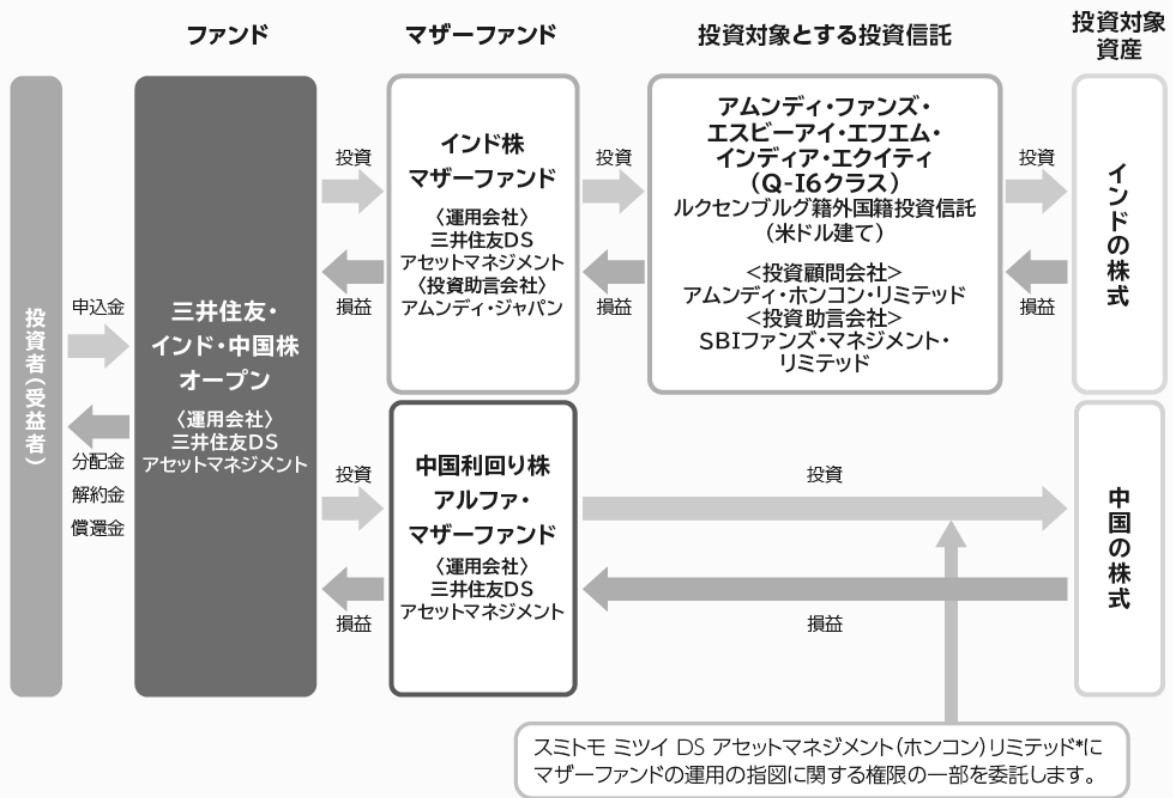 ファンド
マザーファンド
投資対象とする投資信託
投資対象
資産
投資者(受益者)
申込金
分配金
解約金
償還金
三井住友・
インド・中国株
オープン
〈運用会社〉
三井住友DS
アセットマネジメント
投資
損益
インド株
マザーファンド
〈運用会社〉
三井住友DS
アセットマネジメント
〈投資助言会社〉
アムンディ・ジャパン
投資
損益
アムンディ・ファンズ・
エスビーアイ・エフエム・
インディア・エクイティ
(Q-I6クラス)
ルクセンブルグ籍外国籍投資信託
(米ドル建て)
<投資顧問会社>
アムンディ・ホンコン・リミテッド
<投資助言会社>
SBIファンズ・マネジメント・
リミテッド
投資
損益
インドの株式
投資
損益
中国利回り株
アルファ・
マザーファンド
〈運用会社〉
三井住友DS
アセットマネジメント
投資
損益
中国の株式
スミトモ ミツイ DS アセットマネジメント(ホンコン)リミテッド*に
マザーファンドの運用の指図に関する権限の一部を委託します。